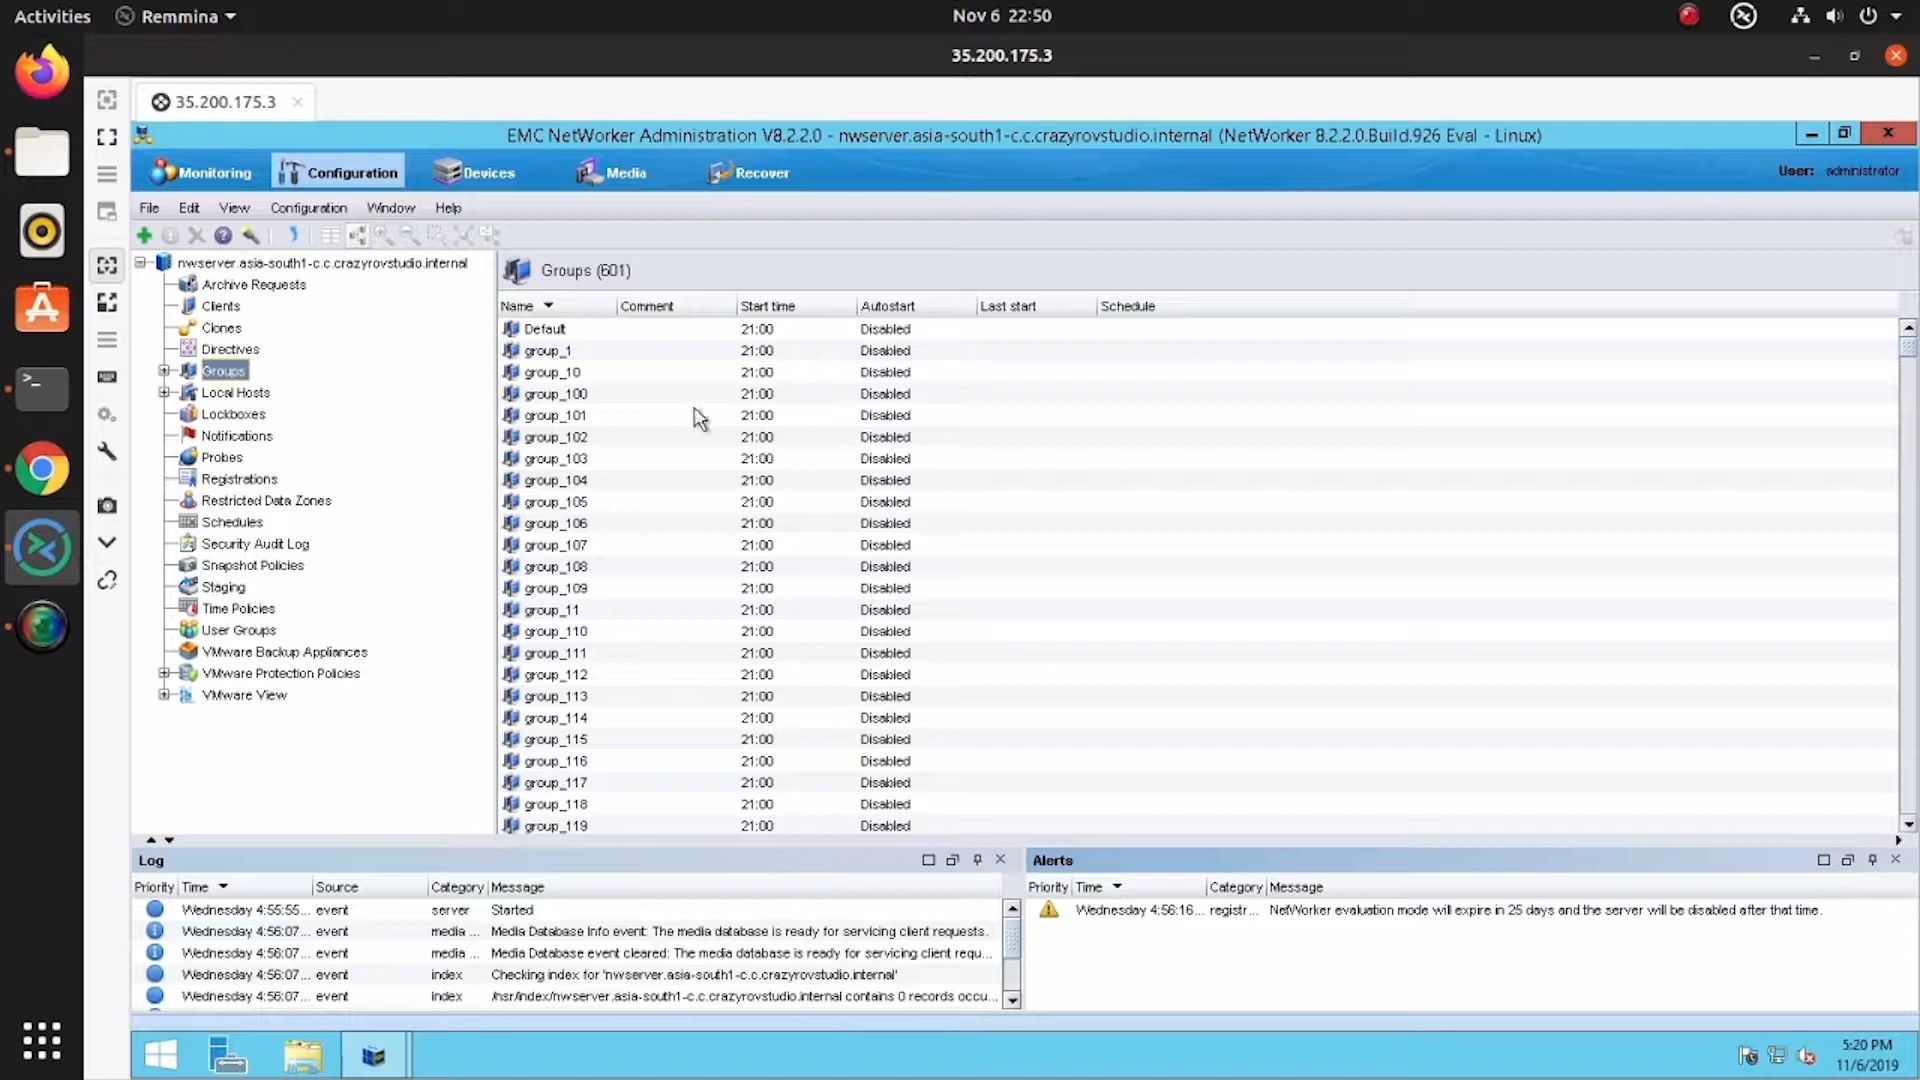 Activities Remmina Nov 6 22:50
35.200.175.3
35.200.175.3
EMC NetWorker Administration V8.2.2.0 - nwserver.asia-south1-c.c.crazyrovstudio.internal (NetWorker 8.2.2.0.Build.926 Eval - Linux)
Monitoring Configuration Devices Media Recover User: administrator
File Edit View Configuration Window Help
nwserver.asia-south1-c.c.crazyrovstudio.internal
Archive Requests
Clients
Clones
Directives
Groups
Local Hosts
Lockboxes
Notifications
Probes
Registrations
Restricted Data Zones
Schedules
Security Audit Log
Snapshot Policies
Staging
Time Policies
User Groups
VMware Backup Appliances
VMware Protection Policies
VMware View
Groups (601)
Name Comment Start time Autostart Last start Schedule
Default 21:00 Disabled
group_1 21:00 Disabled
group_10 21:00 Disabled
group_100 21:00 Disabled
group_101 21:00 Disabled
group_102 21:00 Disabled
group_103 21:00 Disabled
group_104 21:00 Disabled
group_105 21:00 Disabled
group_106 21:00 Disabled
group_107 21:00 Disabled
group_108 21:00 Disabled
group_109 21:00 Disabled
group_11 21:00 Disabled
group_110 21:00 Disabled
group_111 21:00 Disabled
group_112 21:00 Disabled
group_113 21:00 Disabled
group_114 21:00 Disabled
group_115 21:00 Disabled
group_116 21:00 Disabled
group_117 21:00 Disabled
group_118 21:00 Disabled
group_119 21:00 Disabled
Log
Priority Time Source Category Message
Wednesday 4:55:55... event server Started
Wednesday 4:56:07... event media ... Media Database Info event: The media database is ready for servicing client requests.
Wednesday 4:56:07... event media ... Media Database event cleared: The media database is ready for servicing client requ...
Wednesday 4:56:07... event index Checking index for 'nwserver.asia-south1-c.c.crazyrovstudio.internal'
Wednesday 4:56:07... event index /nsr/index/nwserver.asia-south1-c.c.crazyrovstudio.internal contains 0 records occu...
Alerts
Priority Time Category Message
Wednesday 4:56:16... registr... NetWorker evaluation mode will expire in 25 days and the server will be disabled after that time.
5:20 PM
11/6/2019